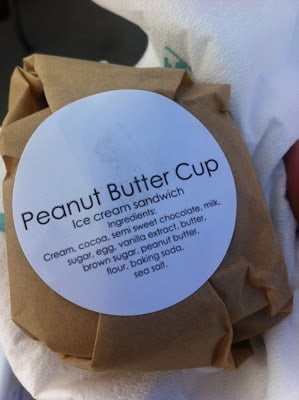 Peanut Butter Cup
Ice cream sandwich
Ingredients:
Cream, cocoa, semi sweet chocolate, milk,
sugar, egg, vanilla extract, butter,
brown sugar, peanut butter,
flour, baking soda,
sea salt.